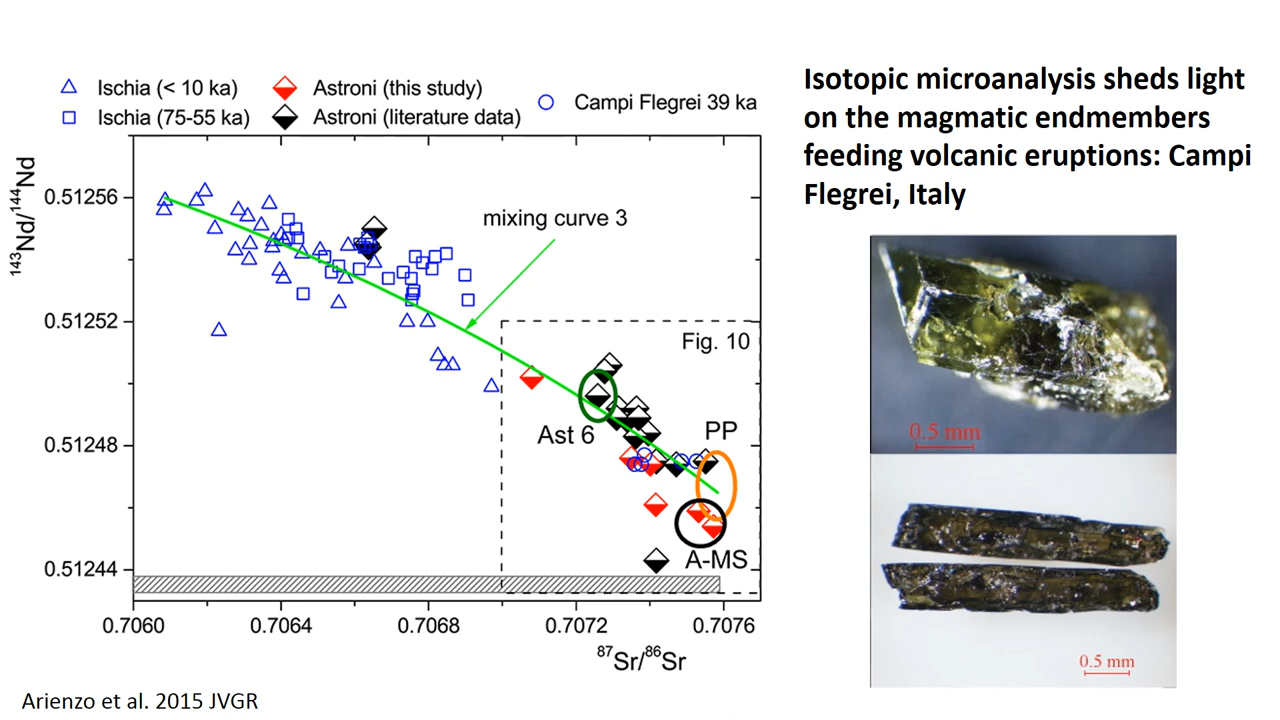 Ischia (< 10 ka)
Ischia (75-55 ka)
Astroni (this study)
Astroni (literature data)
Campi Flegrei 39 ka
Isotopic microanalysis sheds light
on the magmatic endmembers
feeding volcanic eruptions: Campi
Flegrei, Italy
143Nd/144Nd
0.51256
0.51252
0.51248
0.51244
mixing curve 3
Fig. 10
Ast 6
PP
A-MS
0.7060
0.7064
0.7068
0.7072
0.7076
87Sr/86Sr
0.5 mm
0.5 mm
Arienzo et al. 2015 JVGR